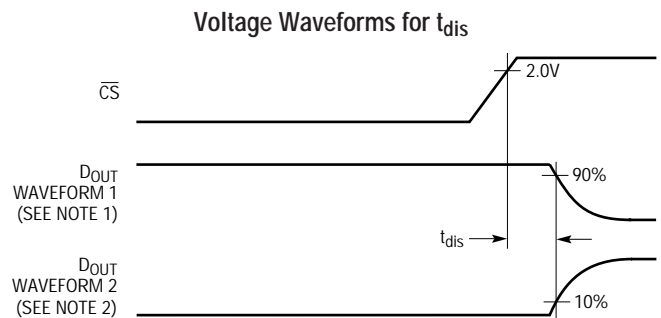 Voltage Waveforms for tdis
CS
2.0V
DOUT
WAVEFORM 1
(SEE NOTE 1)
90%
tdis
DOUT
WAVEFORM 2
(SEE NOTE 2)
10%